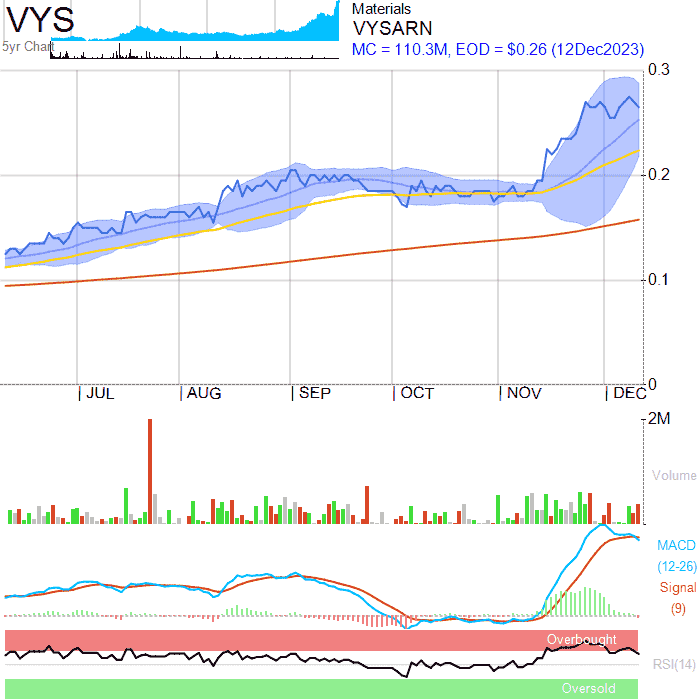 VYS
5yr Chart
Materials
VYSARN
MC = 110.3M, EOD = $0.26 (12Dec2023)
0.3
0.2
0.1
0
JUL AUG SEP OCT NOV DEC
2M
Volume
MACD
(12-26)
Signal
(9)
Overbought
RSI(14)
Oversold